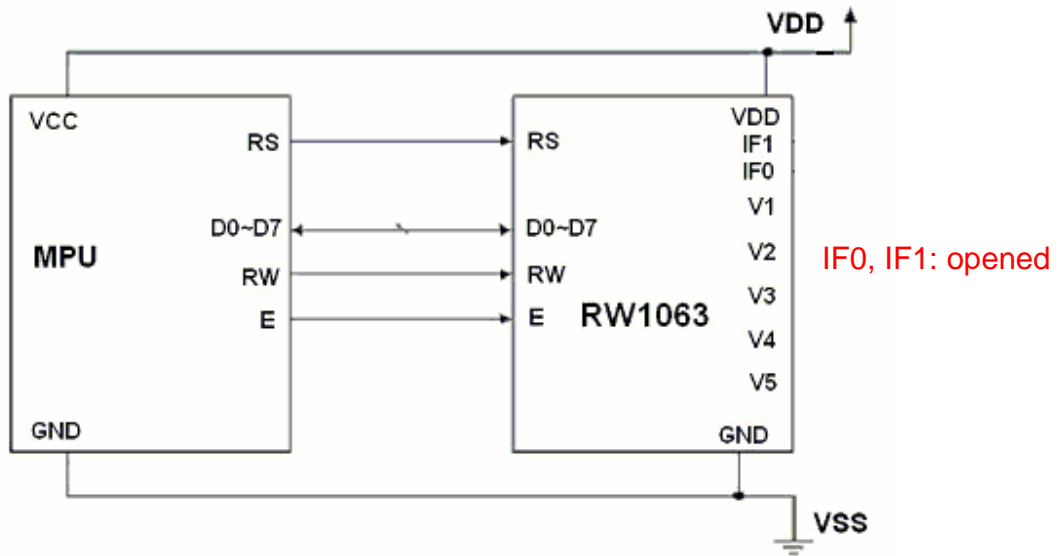 VDD
VCC
RS
D0~D7
MPU
RW
E
GND
RS
D0~D7
RW
E
RW1063
VDD
IF1
IF0
V1
V2
V3
V4
V5
GND
IF0, IF1: opened
VSS